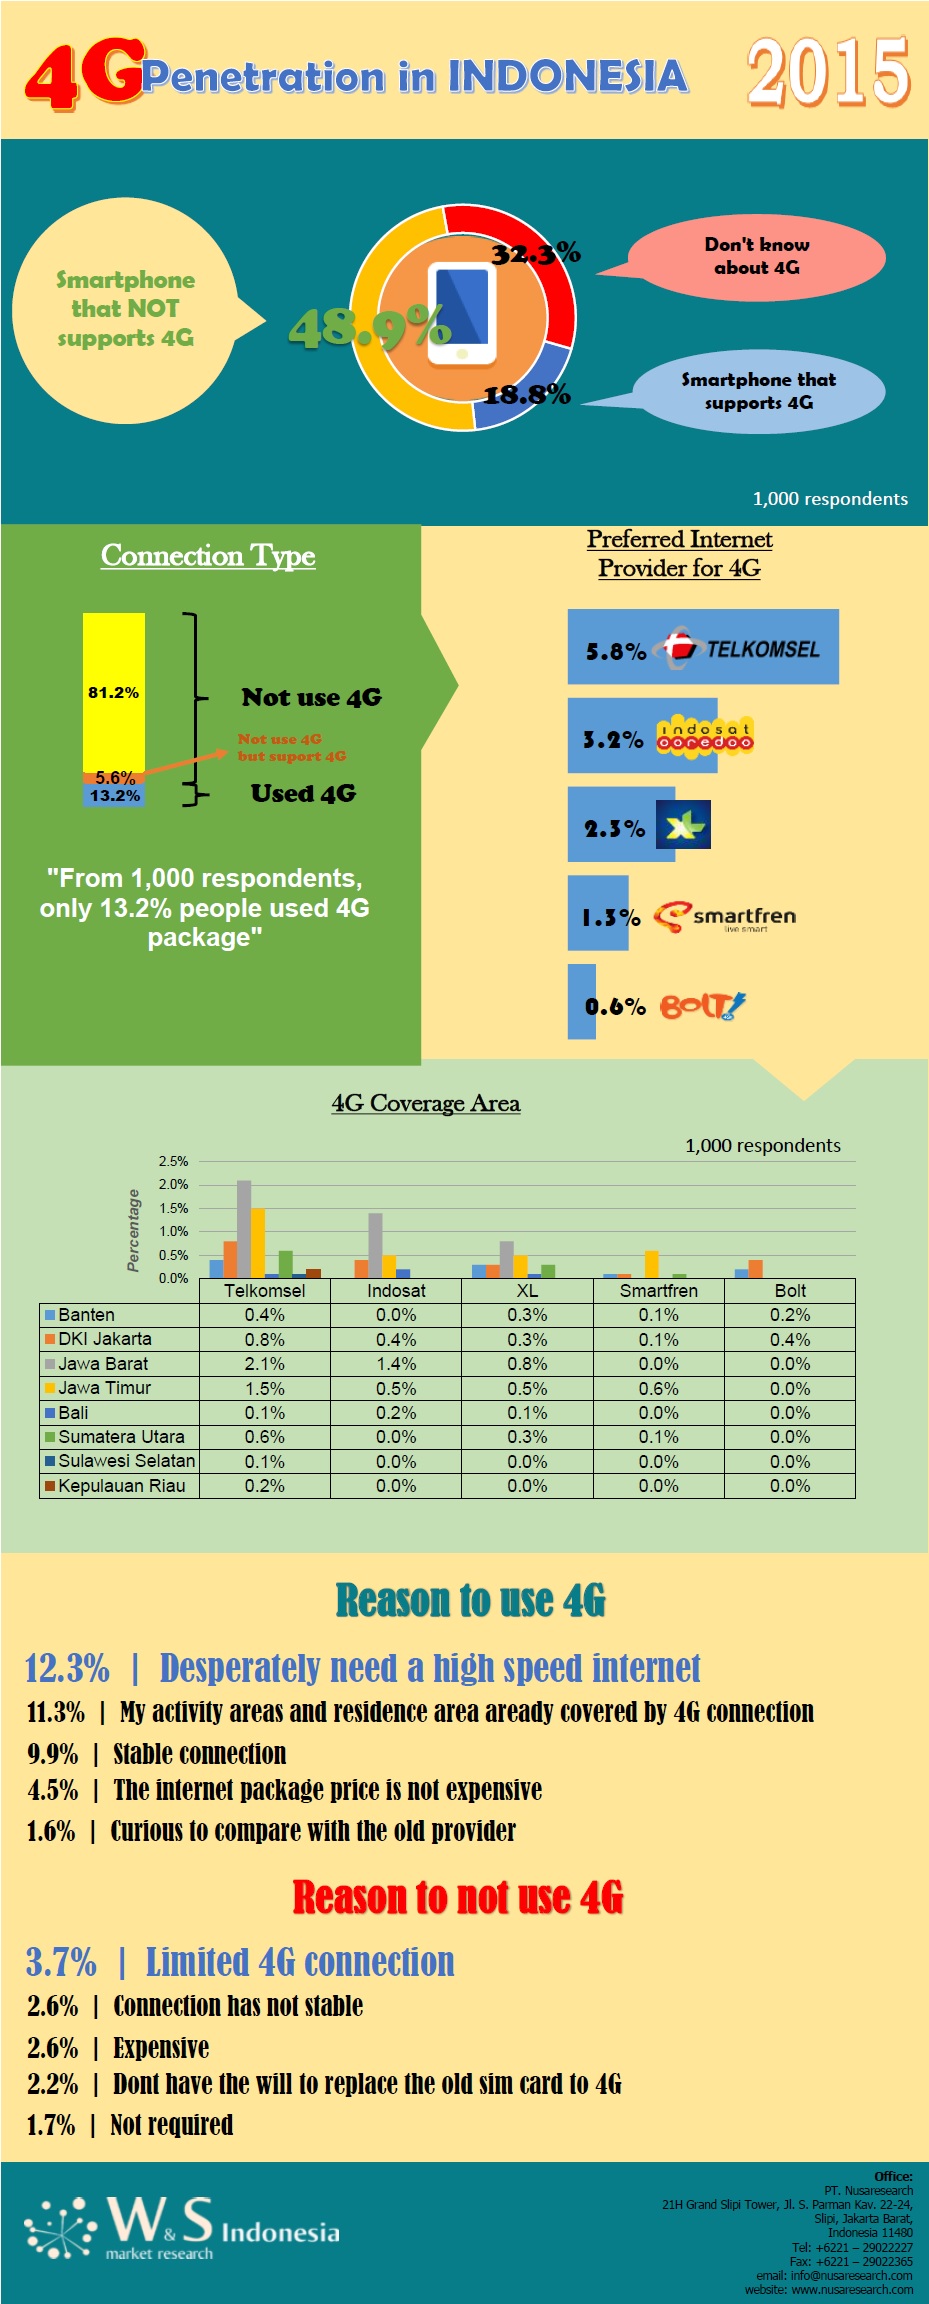 4G Penetration in INDONESIA 2015
Smartphone
that NOT
supports 4G
48.9%
32.3%
18.8%
Don't know
about 4G
Smartphone that
supports 4G
1,000 respondents
Connection Type
81.2%
5.6%
13.2%
Not use 4G
Not use 4G
but suport 4G
Used 4G
"From 1,000 respondents,
only 13.2% people used 4G
package"
Preferred Internet
Provider for 4G
5.8% TELKOMSEL
3.2% indosat
ooredoo
2.3% XL
1.3% smartfren
live smart
0.6% BOLT!
4G Coverage Area
1,000 respondents
Percentage
2.5%
2.0%
1.5%
1.0%
0.5%
0.0%
Telkomsel Indosat XL Smartfren Bolt
Banten 0.4% 0.0% 0.3% 0.1% 0.2%
DKI Jakarta 0.8% 0.4% 0.3% 0.1% 0.4%
Jawa Barat 2.1% 1.4% 0.8% 0.0% 0.0%
Jawa Timur 1.5% 0.5% 0.5% 0.6% 0.0%
Bali 0.1% 0.2% 0.1% 0.0% 0.0%
Sumatera Utara 0.6% 0.0% 0.3% 0.1% 0.0%
Sulawesi Selatan 0.1% 0.0% 0.0% 0.0% 0.0%
Kepulauan Riau 0.2% 0.0% 0.0% 0.0% 0.0%
Reason to use 4G
12.3% | Desperately need a high speed internet
11.3% | My activity areas and residence area aready covered by 4G connection
9.9% | Stable connection
4.5% | The internet package price is not expensive
1.6% | Curious to compare with the old provider
Reason to not use 4G
3.7% | Limited 4G connection
2.6% | Connection has not stable
2.6% | Expensive
2.2% | Dont have the will to replace the old sim card to 4G
1.7% | Not required
W&S Indonesia
market research
Office:
PT. Nusaresearch
21H Grand Slipi Tower, Jl. S. Parman Kav. 22-24,
Slipi, Jakarta Barat,
Indonesia 11480
Tel: +6221 – 29022227
Fax: +6221 – 29022365
email: info@nusaresearch.com
website: www.nusaresearch.com